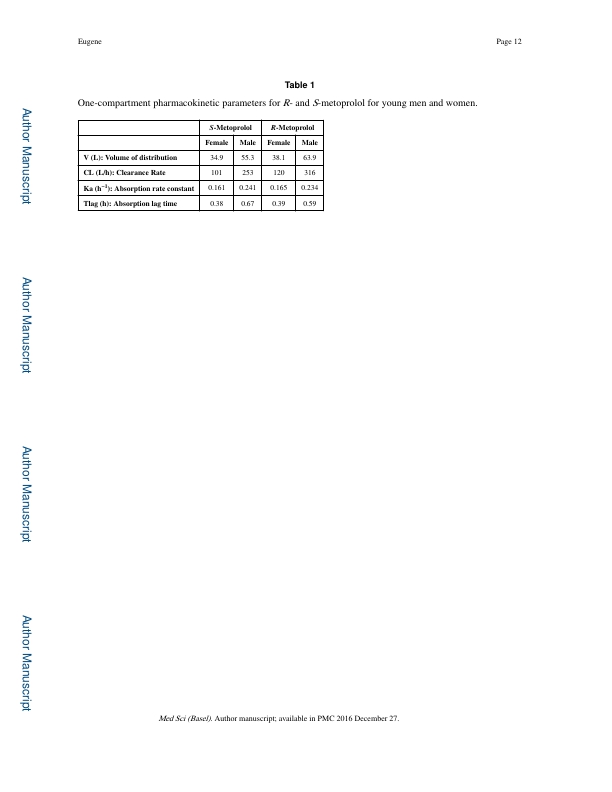 Eugene Page 12
Table 1
One-compartment pharmacokinetic parameters for R- and S-metoprolol for young men and women.
S-Metoprolol R-Metoprolol
Female Male Female Male
V (L): Volume of distribution 34.9 55.3 38.1 63.9
CL (L/h): Clearance Rate 101 253 120 316
Ka (h⁻¹): Absorption rate constant 0.161 0.241 0.165 0.234
Tlag (h): Absorption lag time 0.38 0.67 0.39 0.59
Author Manuscript
Author Manuscript
Author Manuscript
Author Manuscript
Med Sci (Basel). Author manuscript; available in PMC 2016 December 27.